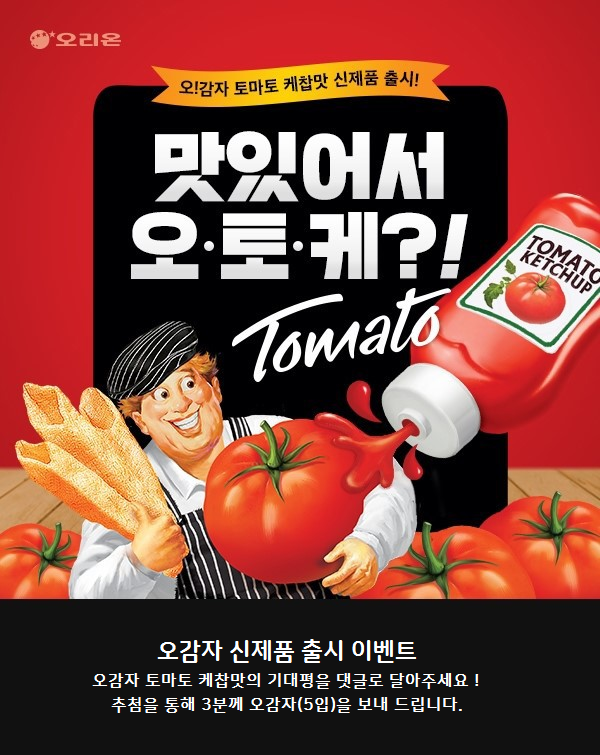 오리온
오!감자 토마토 케찹맛 신제품 출시!
맛있어서
오·토·케?!
Tomato
TOMATO
KETCHUP
오감자 신제품 출시 이벤트
오감자 토마토 케찹맛의 기대평을 댓글로 달아주세요 !
추첨을 통해 3분께 오감자(5입)을 보내 드립니다.